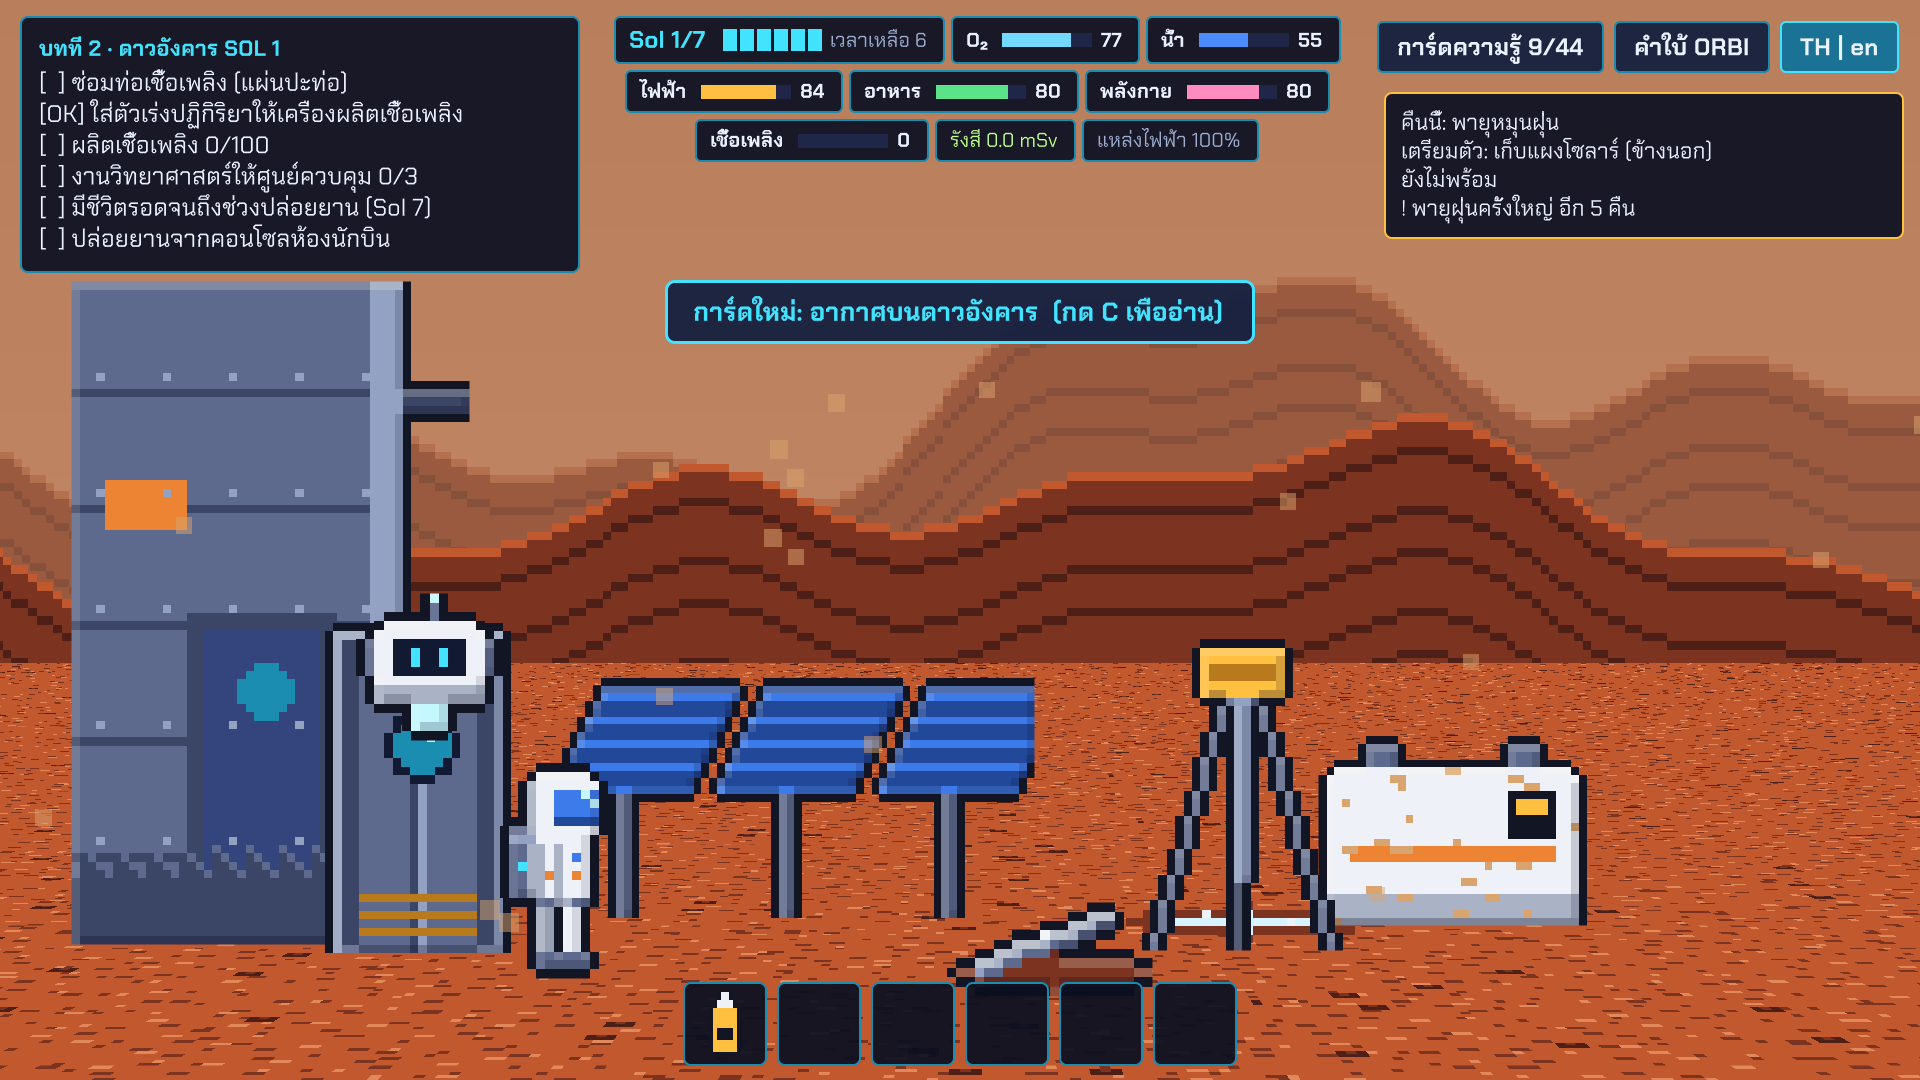 บทที่ 2 · ดาวอังคาร SOL 1
[ ] ซ่อมท่อเชื้อเพลิง (แผ่นปะท่อ)
[OK] ใส่ตัวเร่งปฏิกิริยาให้เครื่องผลิตเชื้อเพลิง
[ ] ผลิตเชื้อเพลิง 0/100
[ ] งานวิทยาศาสตร์ให้ศูนย์ควบคุม 0/3
[ ] มีชีวิตรอดจนถึงช่วงปล่อยยาน (Sol 7)
[ ] ปล่อยยานจากคอนโซลห้องนักบิน
Sol 1/7 เวลาเหลือ 6
O₂ 77
น้ำ 55
ไฟฟ้า 84
อาหาร 80
พลังกาย 80
เชื้อเพลิง 0
รังสี 0.0 mSv
แหล่งไฟฟ้า 100%
การ์ดความรู้ 9/44
คำใบ้ ORBI
TH | en
คืนนี้: พายุหมุนฝุ่น
เตรียมตัว: เก็บแผงโซลาร์ (ข้างนอก)
ยังไม่พร้อม
! พายุฝุ่นครั้งใหญ่ อีก 5 คืน
การ์ดใหม่: อากาศบนดาวอังคาร (กด C เพื่ออ่าน)